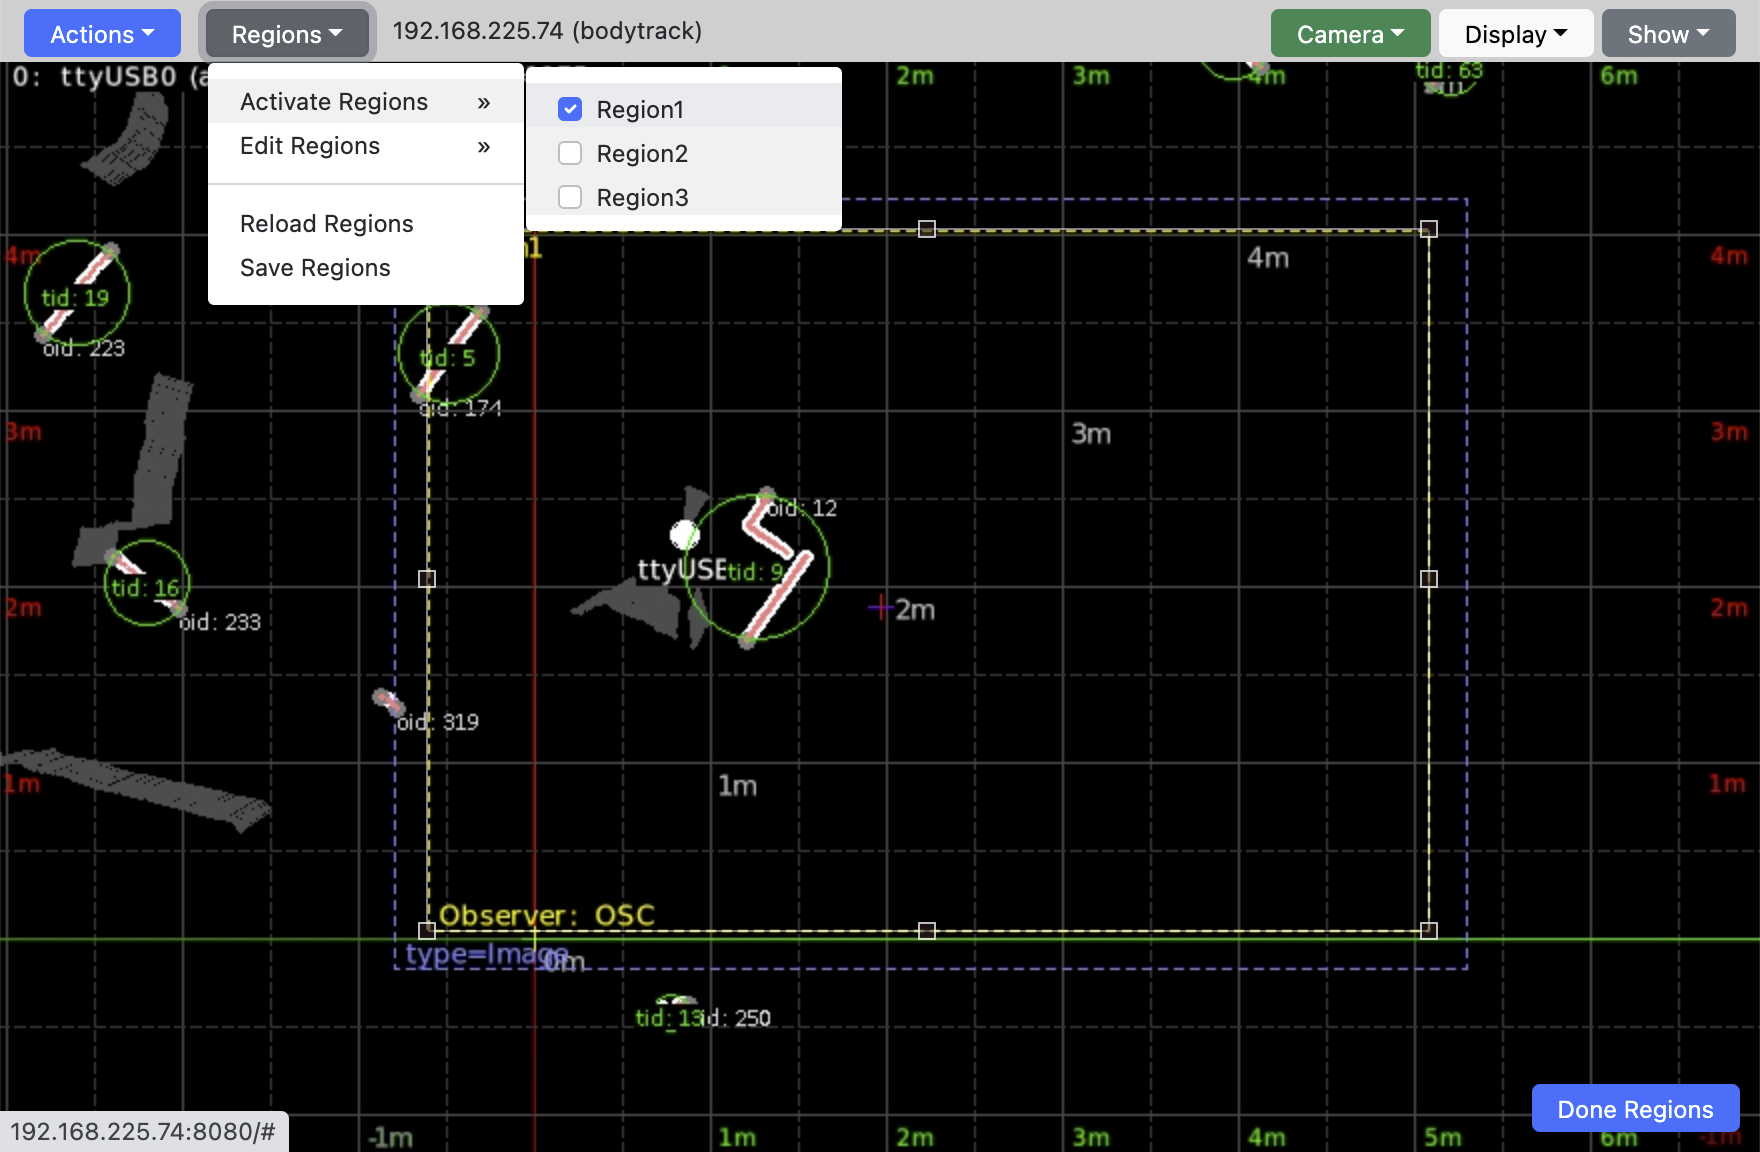 Actions Regions 192.168.225.74 (bodytrack) Camera Display Show
0: ttyUSB0
2m 3m 4m tid: 63 6m
Activate Regions »
Edit Regions »
Reload Regions
Save Regions
Region1
Region2
Region3
4m 4m 4m
tid: 19
oid: 223
tid: 5
oid: 174
3m 3m 3m
oid: 12
tid: 9
tid: 16
oid: 233
2m 2m 2m
oid: 319
1m 1m 1m
Observer: OSC
type=Image
0m
tid: 13 id: 250
Done Regions
192.168.225.74:8080/#
-1m 1m 2m 3m 4m 5m 6m -1m